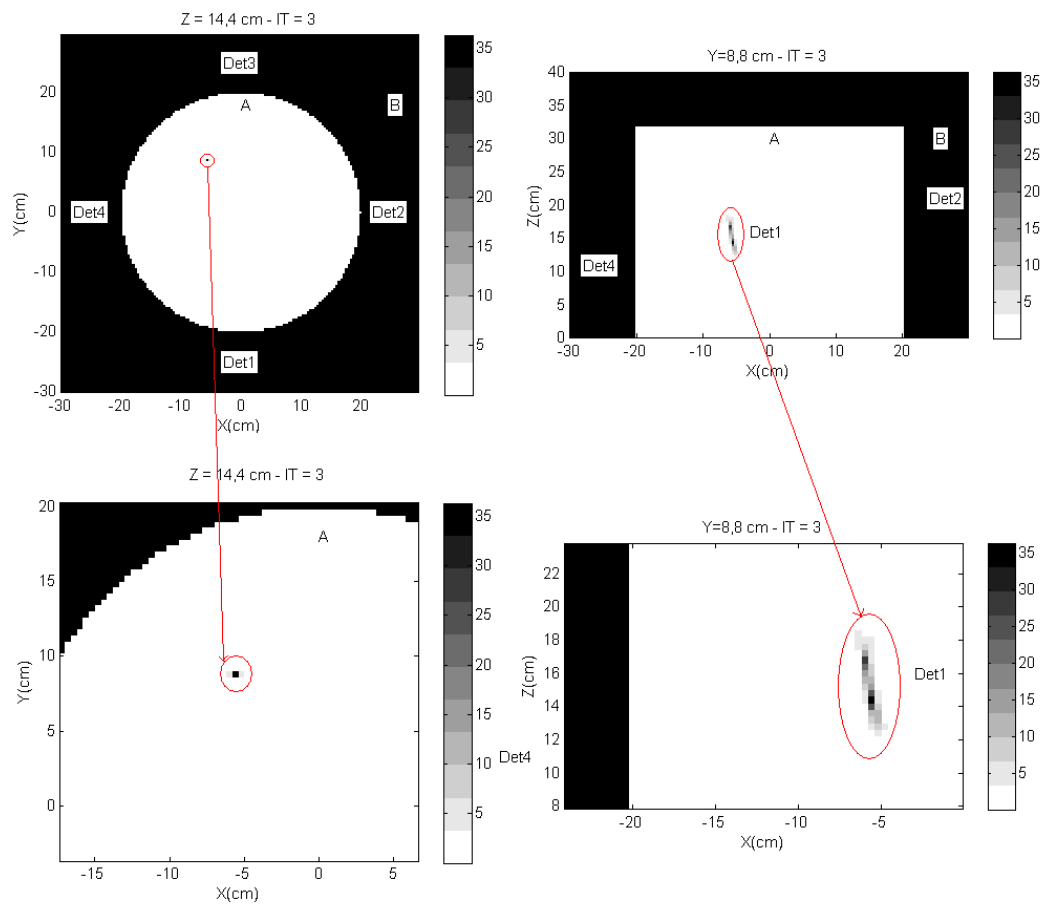 Z = 14,4 cm - IT = 3
Det3
A
B
Det4
Det2
Det1
20
10
0
-10
-20
-30
Y(cm)
-30 -20 -10 0 10 20
X(cm)
35
30
25
20
15
10
5
Y=8,8 cm - IT = 3
A
B
Det2
Det1
Det4
40
35
30
25
20
15
10
5
0
Z(cm)
-30 -20 -10 0 10 20
X(cm)
35
30
25
20
15
10
5
Z = 14,4 cm - IT = 3
A
20
15
10
5
0
Y(cm)
-15 -10 -5 0 5
X(cm)
35
30
25
20
15
10
5
Det4
Y=8,8 cm - IT = 3
Det1
22
20
18
16
14
12
10
8
Z(cm)
-20 -15 -10 -5
X(cm)
35
30
25
20
15
10
5